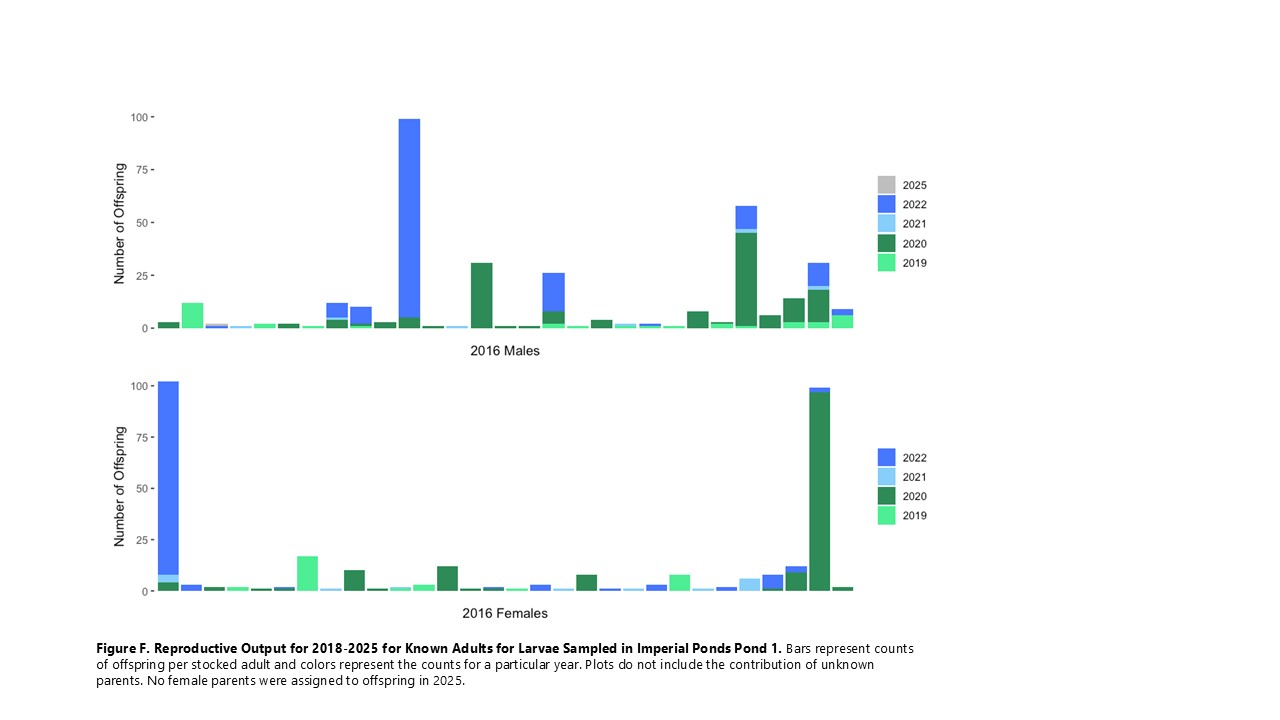 100
75
50
25
0
Number of Offspring
2016 Males
2025
2022
2021
2020
2019
100
75
50
25
0
Number of Offspring
2016 Females
2022
2021
2020
2019
Figure F. Reproductive Output for 2018-2025 for Known Adults for Larvae Sampled in Imperial Ponds Pond 1. Bars represent counts
of offspring per stocked adult and colors represent the counts for a particular year. Plots do not include the contribution of unknown
parents. No female parents were assigned to offspring in 2025.